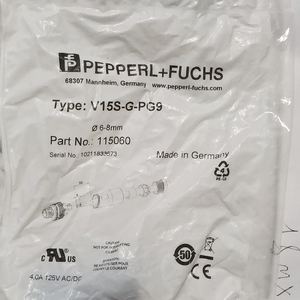 PEPPERL+FUCHS
68307 Mannheim, Germany www.pepperl-fuchs.com
Type: V15S-G-PG9
Ø 6-8mm
Part No.: 115060
Made in Germany
4.0A 125V AC/DC
50